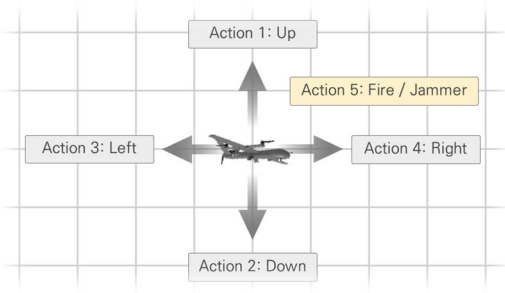 Action 1: Up
Action 5: Fire / Jammer
Action 3: Left
Action 4: Right
Action 2: Down